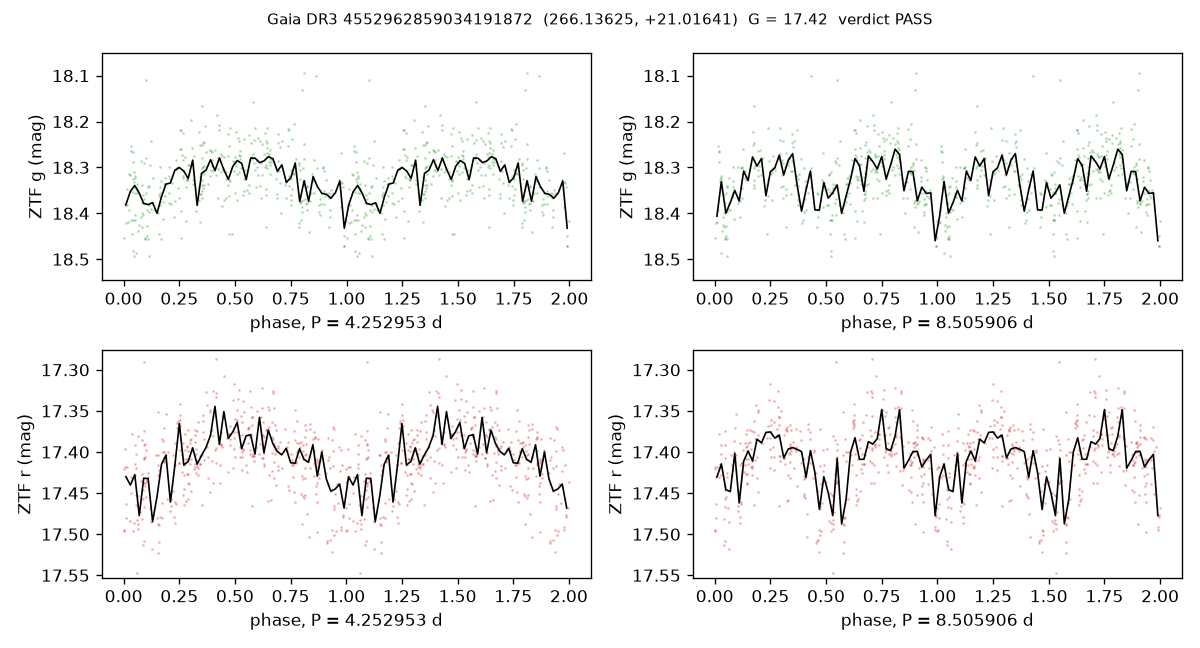 Gaia DR3 4552962859034191872  (266.13625, +21.01641)  G = 17.42  verdict PASS
ZTF g (mag)
18.1
18.2
18.3
18.4
18.5
0.00 0.25 0.50 0.75 1.00 1.25 1.50 1.75 2.00
phase, P = 4.252953 d
ZTF g (mag)
18.1
18.2
18.3
18.4
18.5
0.00 0.25 0.50 0.75 1.00 1.25 1.50 1.75 2.00
phase, P = 8.505906 d
ZTF r (mag)
17.30
17.35
17.40
17.45
17.50
17.55
0.00 0.25 0.50 0.75 1.00 1.25 1.50 1.75 2.00
phase, P = 4.252953 d
ZTF r (mag)
17.30
17.35
17.40
17.45
17.50
17.55
0.00 0.25 0.50 0.75 1.00 1.25 1.50 1.75 2.00
phase, P = 8.505906 d